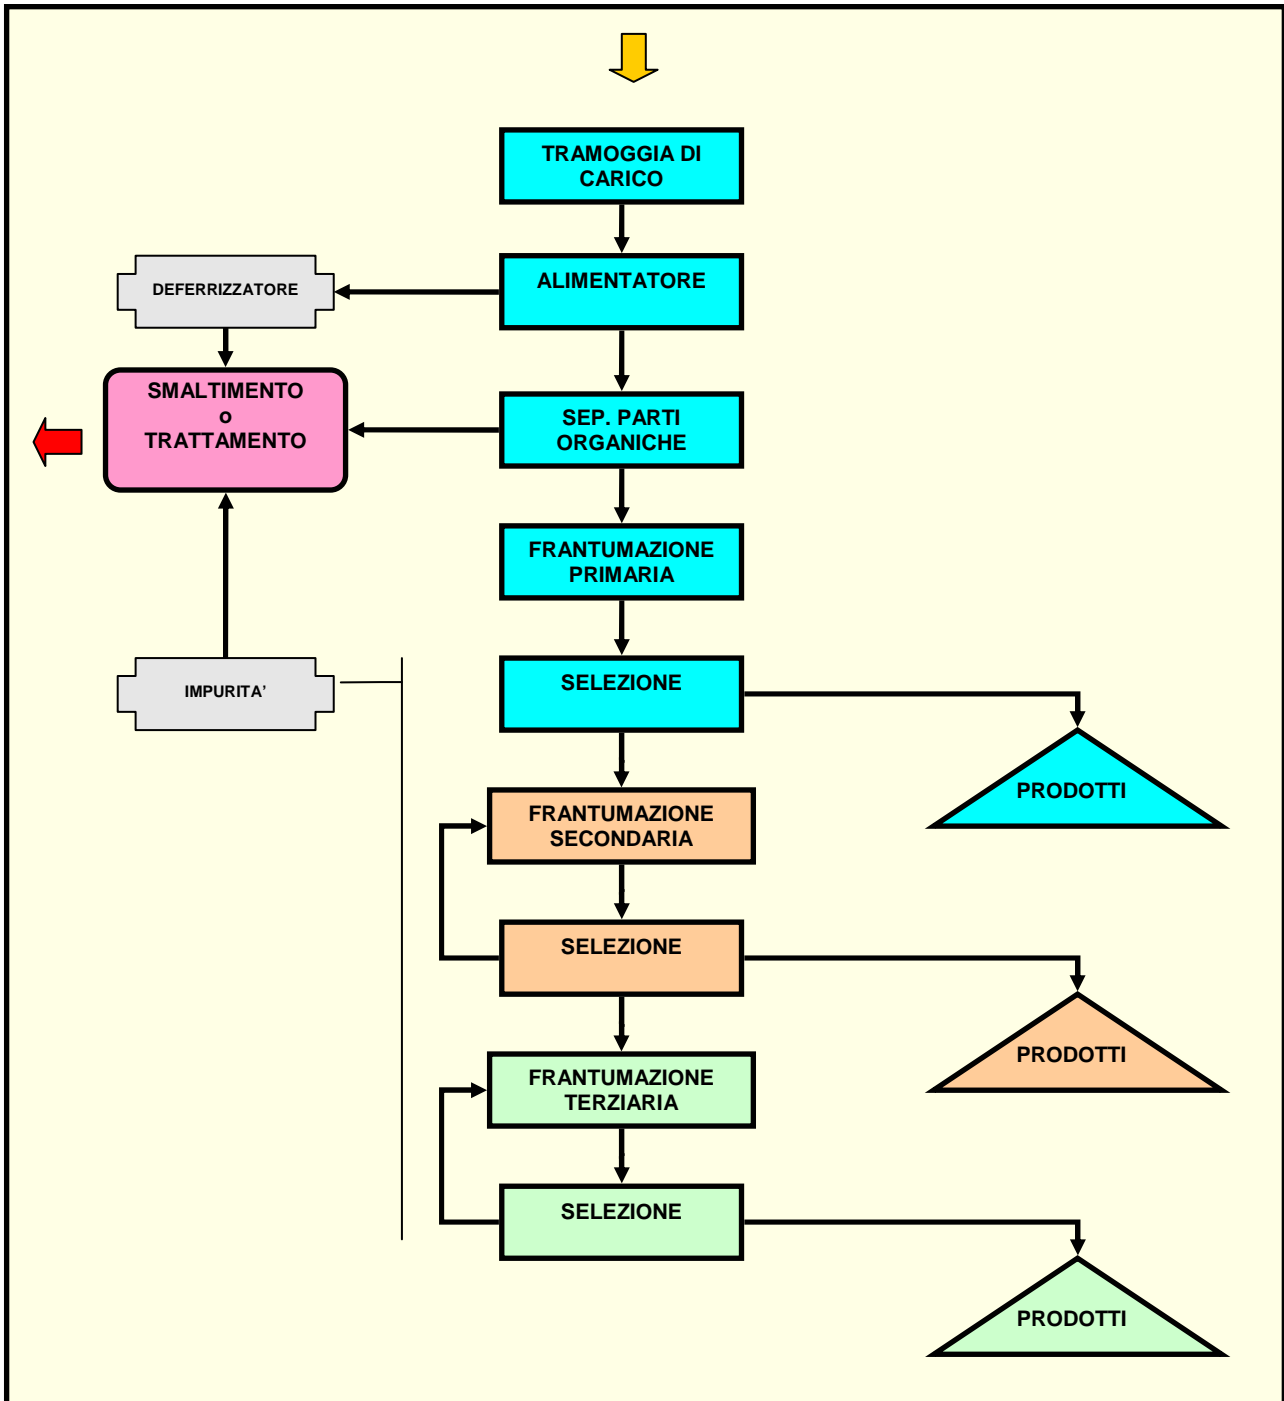 TRAMOGGIA DI
CARICO
ALIMENTATORE
DEFERRIZZATORE
SMALTIMENTO
o
TRATTAMENTO
SEP. PARTI
ORGANICHE
FRANTUMAZIONE
PRIMARIA
SELEZIONE
IMPURITA’
PRODOTTI
FRANTUMAZIONE
SECONDARIA
SELEZIONE
PRODOTTI
FRANTUMAZIONE
TERZIARIA
SELEZIONE
PRODOTTI